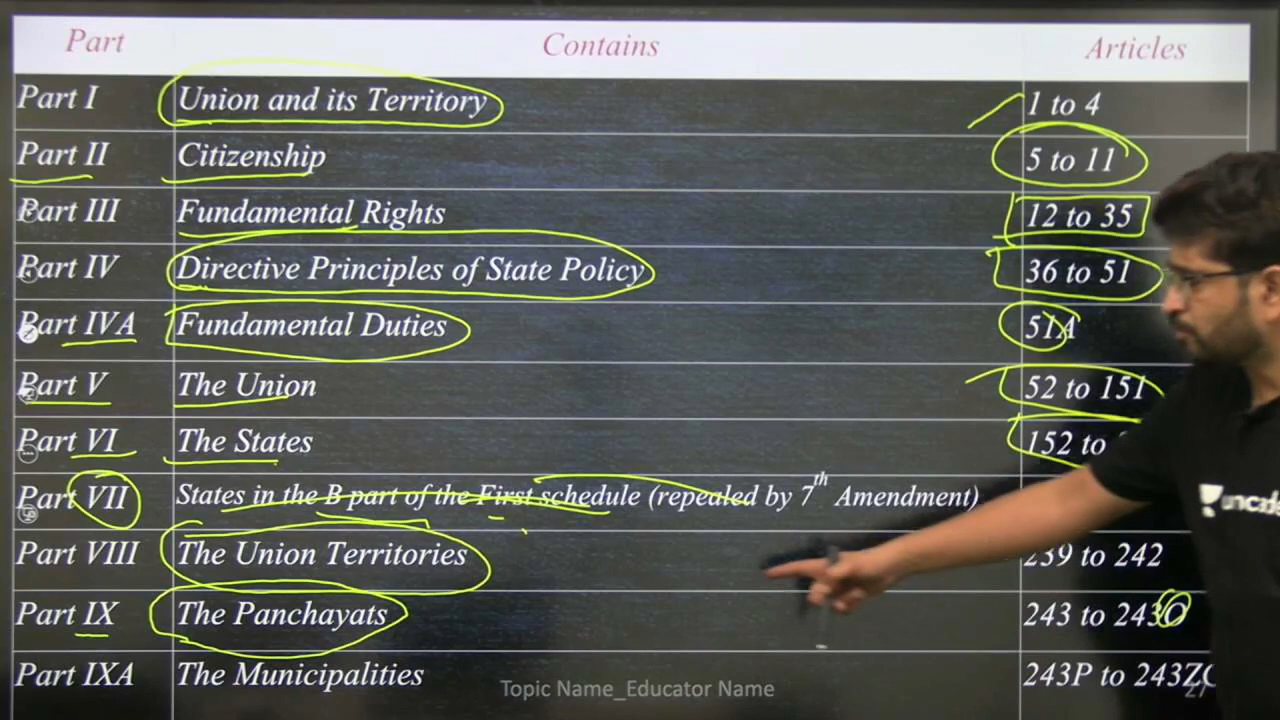 Part Contains Articles
Part I Union and its Territory 1 to 4
Part II Citizenship 5 to 11
Part III Fundamental Rights 12 to 35
Part IV Directive Principles of State Policy 36 to 51
Part IVA Fundamental Duties 51A
Part V The Union 52 to 151
Part VI The States 152 to
Part VII States in the B part of the First schedule (repealed by 7th Amendment)
Part VIII The Union Territories 239 to 242
Part IX The Panchayats 243 to 243O
Part IXA The Municipalities 243P to
Topic Name_Educator Name